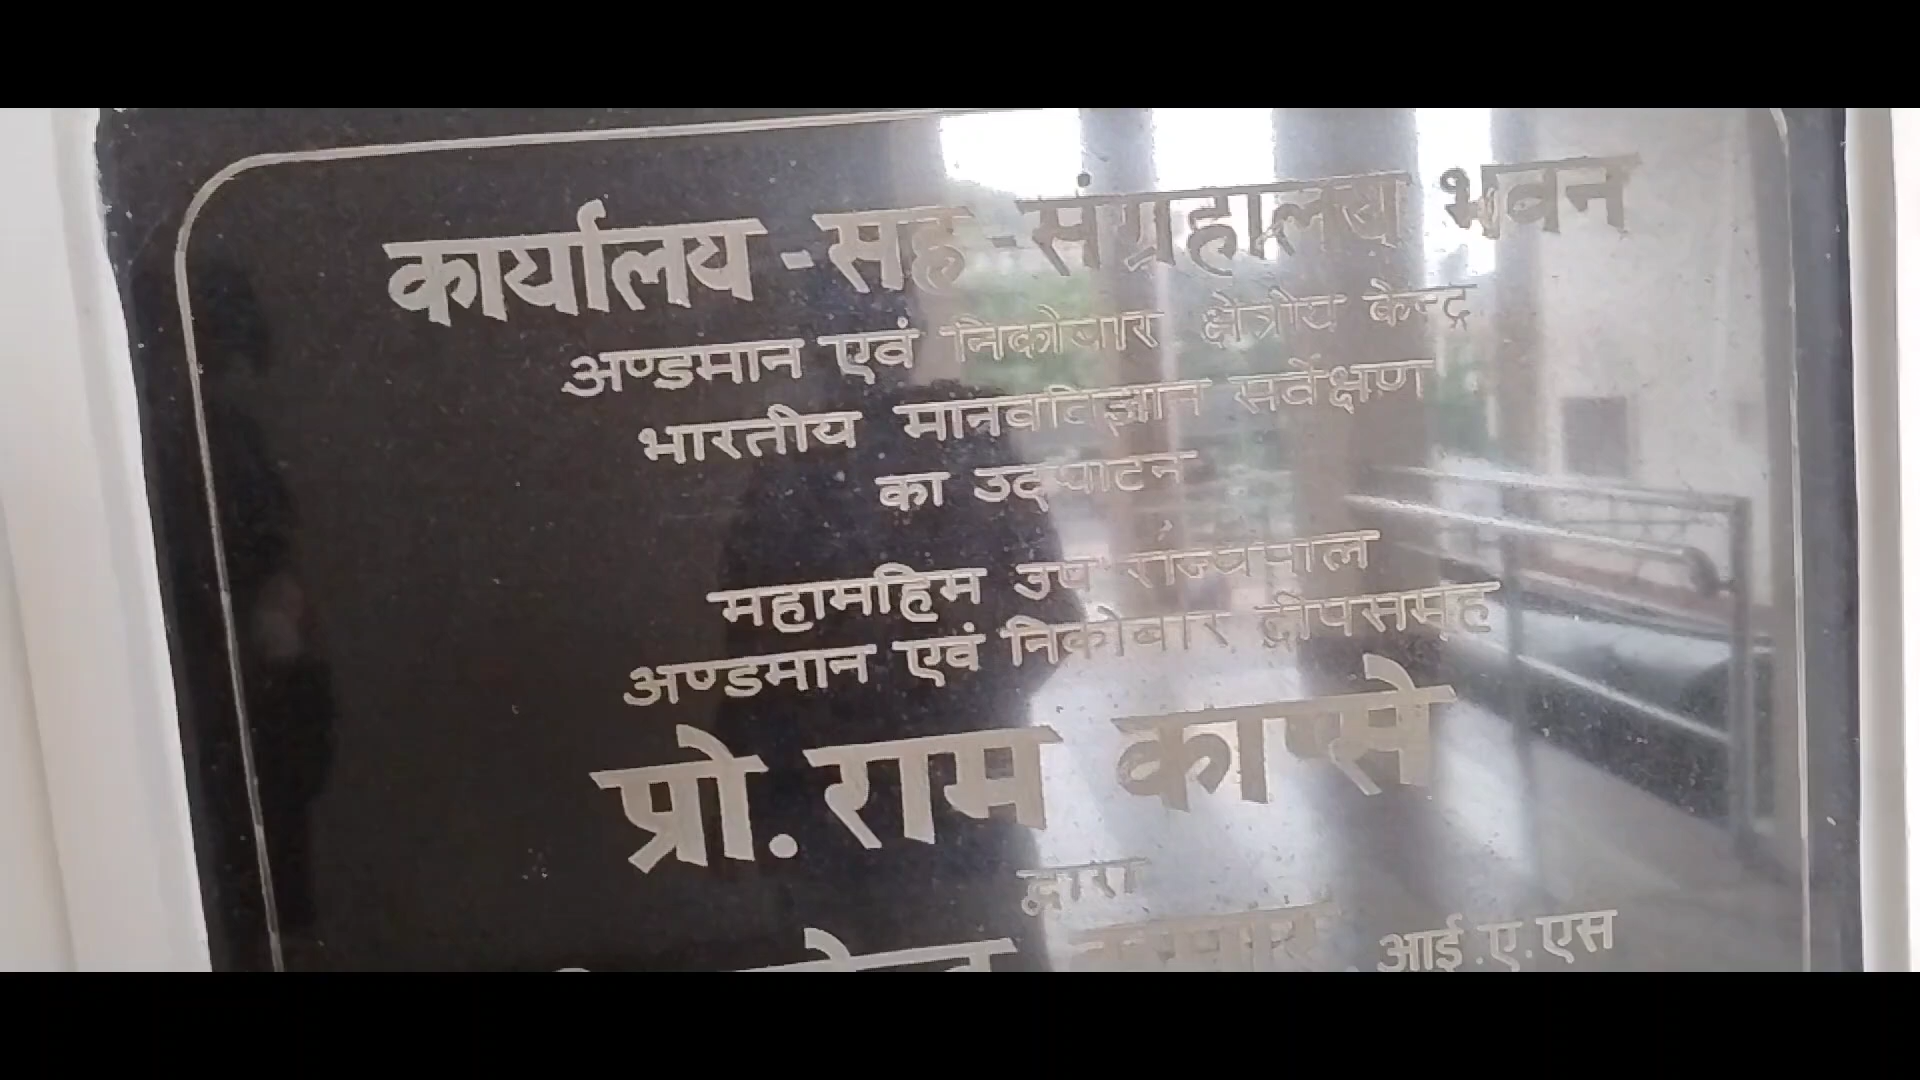 कार्यालय - सह - संग्रहालय भवन
अण्डमान एवं निकोबार क्षेत्रीय केन्द्र
भारतीय मानवविज्ञान सर्वेक्षण
का उद्घाटन
महामहिम उप राज्यपाल
अण्डमान एवं निकोबार द्वीपसमूह
प्रो. राम काप्से
द्वारा
कुमार, आई.ए.एस